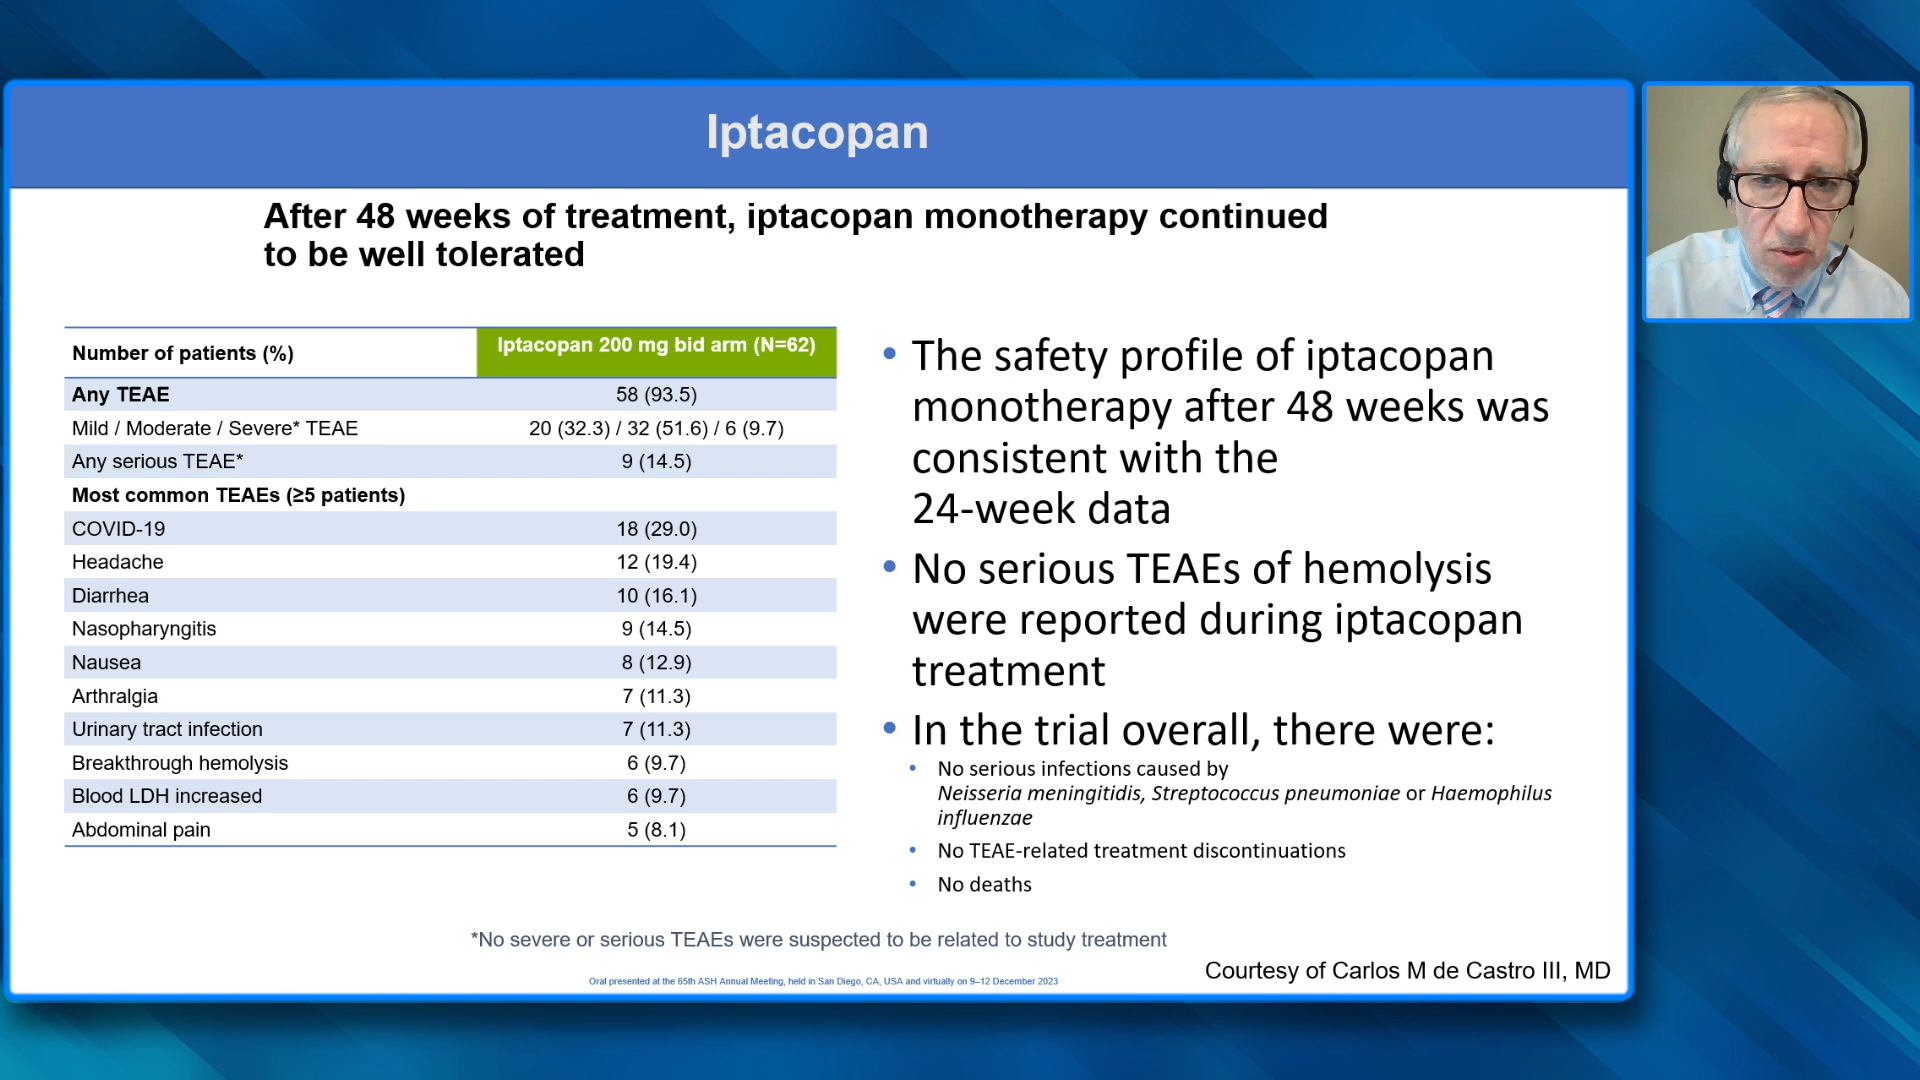 Iptacopan
After 48 weeks of treatment, iptacopan monotherapy continued
to be well tolerated
Number of patients (%) Iptacopan 200 mg bid arm (N=62)
Any TEAE 58 (93.5)
Mild / Moderate / Severe* TEAE 20 (32.3) / 32 (51.6) / 6 (9.7)
Any serious TEAE* 9 (14.5)
Most common TEAEs (≥5 patients)
COVID-19 18 (29.0)
Headache 12 (19.4)
Diarrhea 10 (16.1)
Nasopharyngitis 9 (14.5)
Nausea 8 (12.9)
Arthralgia 7 (11.3)
Urinary tract infection 7 (11.3)
Breakthrough hemolysis 6 (9.7)
Blood LDH increased 6 (9.7)
Abdominal pain 5 (8.1)
• The safety profile of iptacopan
monotherapy after 48 weeks was
consistent with the
24-week data
• No serious TEAEs of hemolysis
were reported during iptacopan
treatment
• In the trial overall, there were:
• No serious infections caused by
Neisseria meningitidis, Streptococcus pneumoniae or Haemophilus
influenzae
• No TEAE-related treatment discontinuations
• No deaths
*No severe or serious TEAEs were suspected to be related to study treatment
Courtesy of Carlos M de Castro III, MD
Oral presented at the 65th ASH Annual Meeting, held in San Diego, CA, USA and virtually on 9–12 December 2023